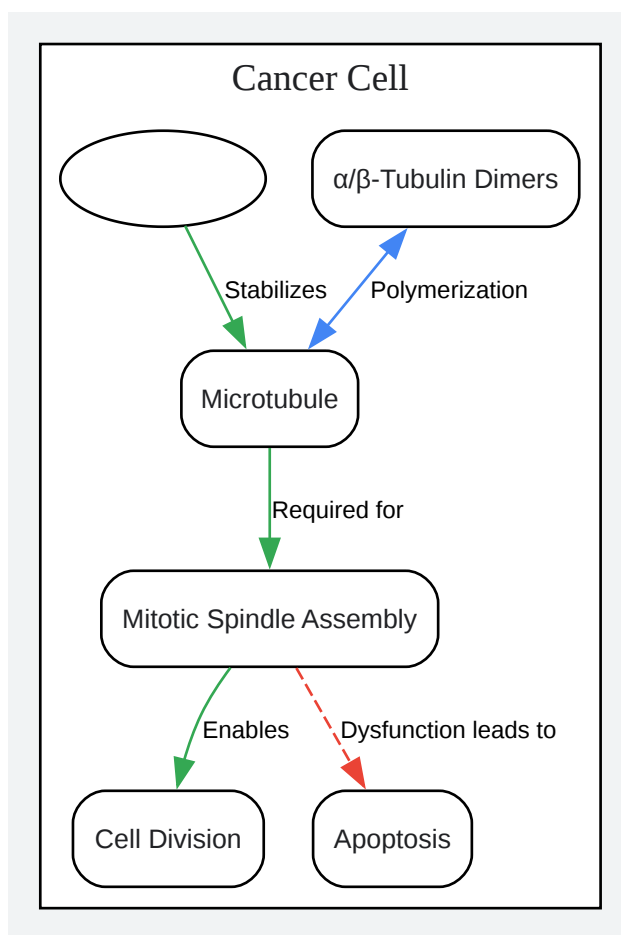 Cancer Cell
α/β-Tubulin Dimers
Stabilizes
Polymerization
Microtubule
Required for
Mitotic Spindle Assembly
Enables
Dysfunction leads to
Cell Division
Apoptosis